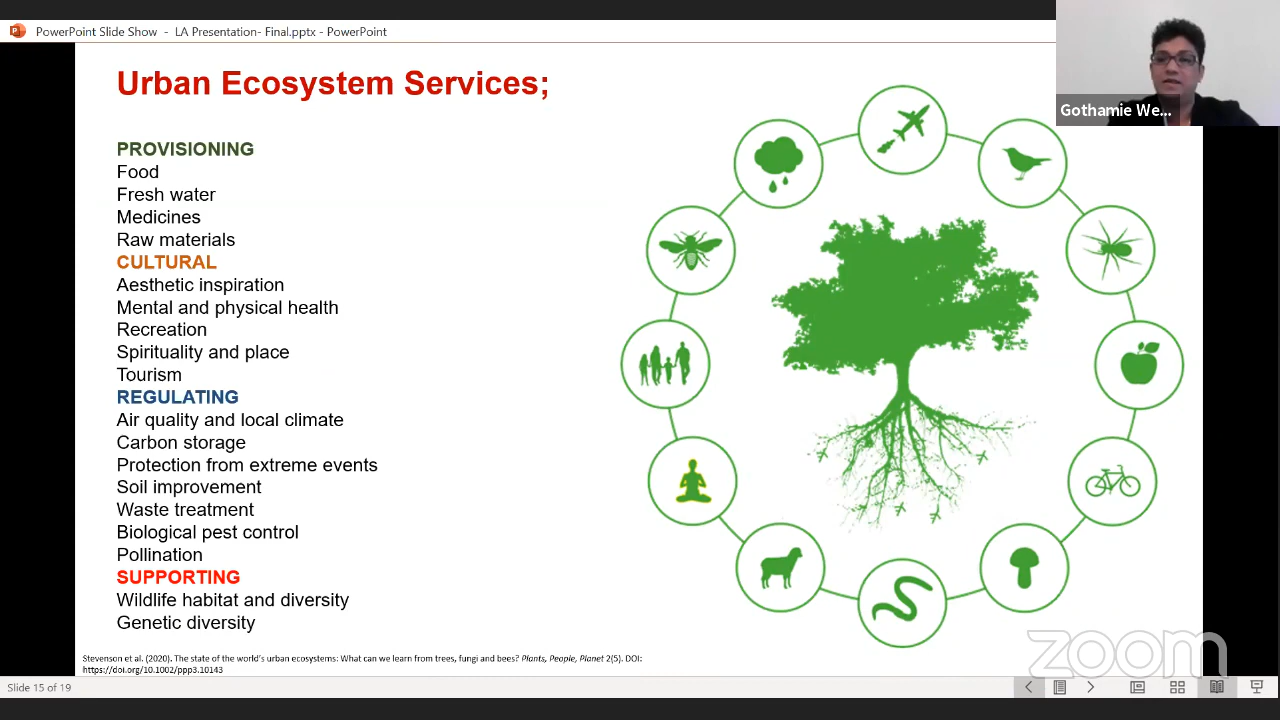 PowerPoint Slide Show - LA Presentation- Final.pptx - PowerPoint
Gothamie We...
Urban Ecosystem Services;
PROVISIONING
Food
Fresh water
Medicines
Raw materials
CULTURAL
Aesthetic inspiration
Mental and physical health
Recreation
Spirituality and place
Tourism
REGULATING
Air quality and local climate
Carbon storage
Protection from extreme events
Soil improvement
Waste treatment
Biological pest control
Pollination
SUPPORTING
Wildlife habitat and diversity
Genetic diversity
Stevenson et al. (2020). The state of the world's urban ecosystems: What can we learn from trees, fungi and bees? Plants, People, Planet 2(5). DOI:
https://doi.org/10.1002/ppp3.10143
zoom
Slide 15 of 19